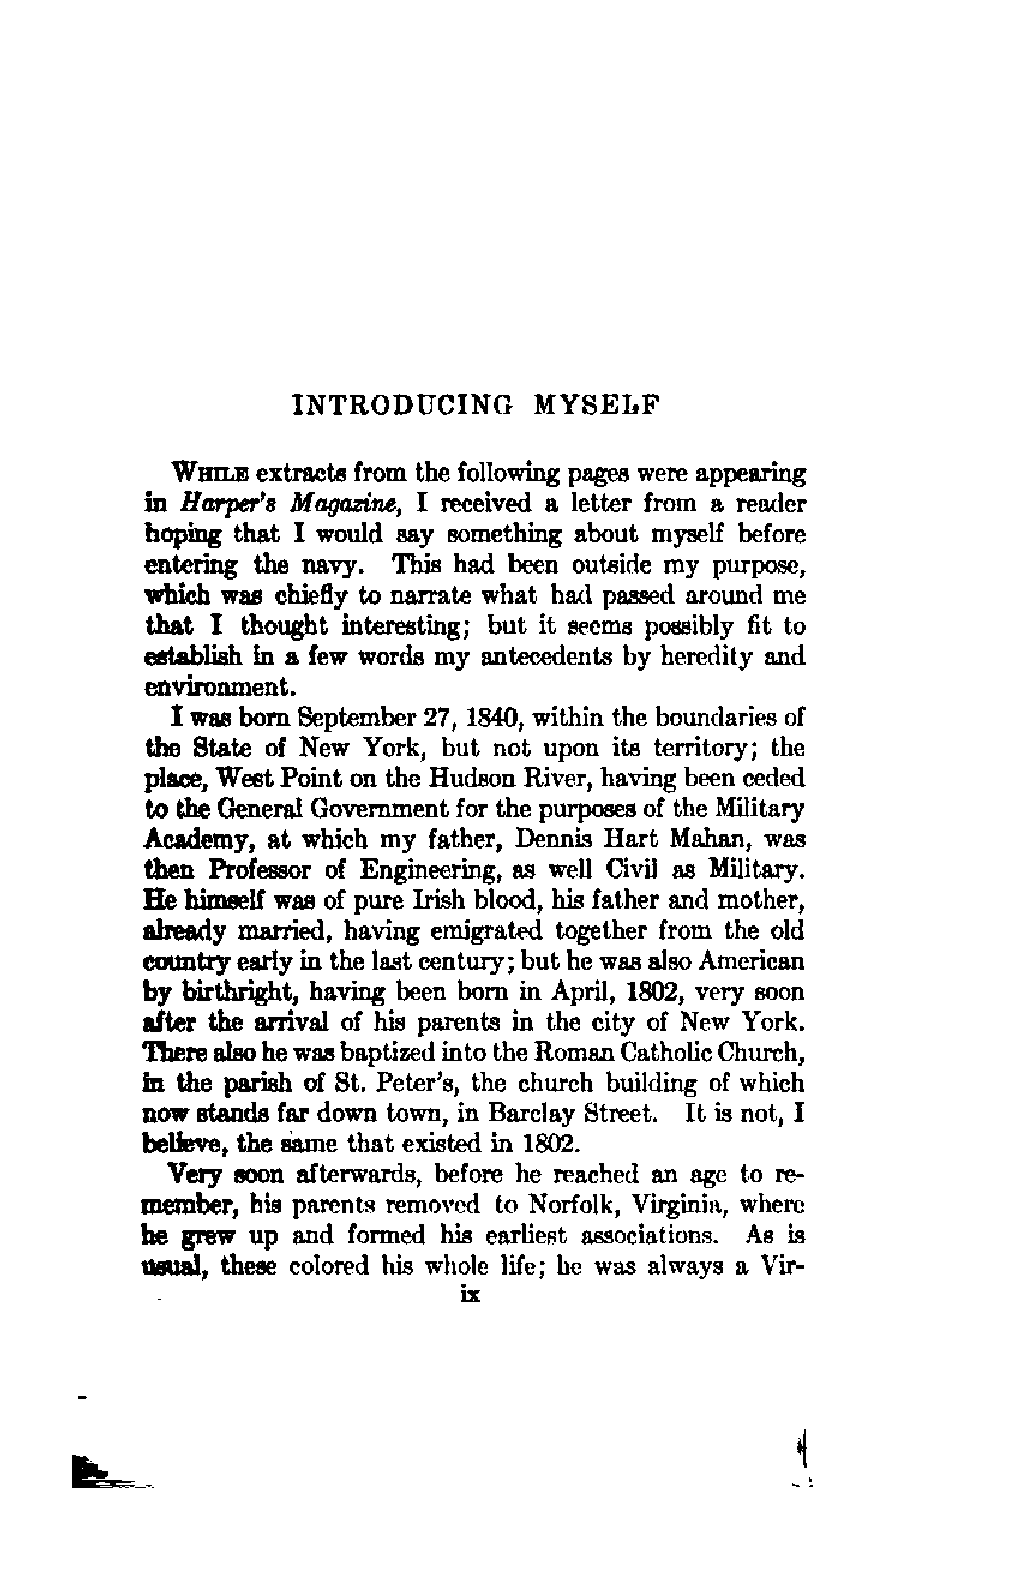 INTRODUCING MYSELF
WHILE extracts from the following pages were appearing
in Harper's Magazine, I received a letter from a reader
hoping that I would say something about myself before
entering the navy. This had been outside my purpose,
which was chiefly to narrate what had passed around me
that I thought interesting; but it seems possibly fit to
establish in a few words my antecedents by heredity and
environment.
I was born September 27, 1840, within the boundaries of
the State of New York, but not upon its territory; the
place, West Point on the Hudson River, having been ceded
to the General Government for the purposes of the Military
Academy, at which my father, Dennis Hart Mahan, was
then Professor of Engineering, as well Civil as Military.
He himself was of pure Irish blood, his father and mother,
already married, having emigrated together from the old
country early in the last century; but he was also American
by birthright, having been born in April, 1802, very soon
after the arrival of his parents in the city of New York.
There also he was baptized into the Roman Catholic Church,
in the parish of St. Peter's, the church building of which
now stands far down town, in Barclay Street. It is not, I
believe, the same that existed in 1802.
Very soon afterwards, before he reached an age to re-
member, his parents removed to Norfolk, Virginia, where
he grew up and formed his earliest associations. As is
usual, these colored his whole life; he was always a Vir-
ix